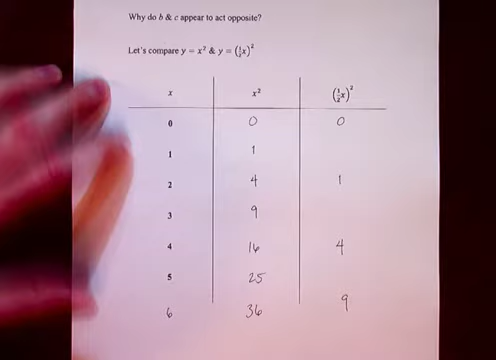 Why do b & c appear to act opposite?
Let's compare y = x² & y = (½x)²
x x² (½x)²
0 0 0
1 1
2 4 1
3 9
4 16 4
5 25
6 36 9